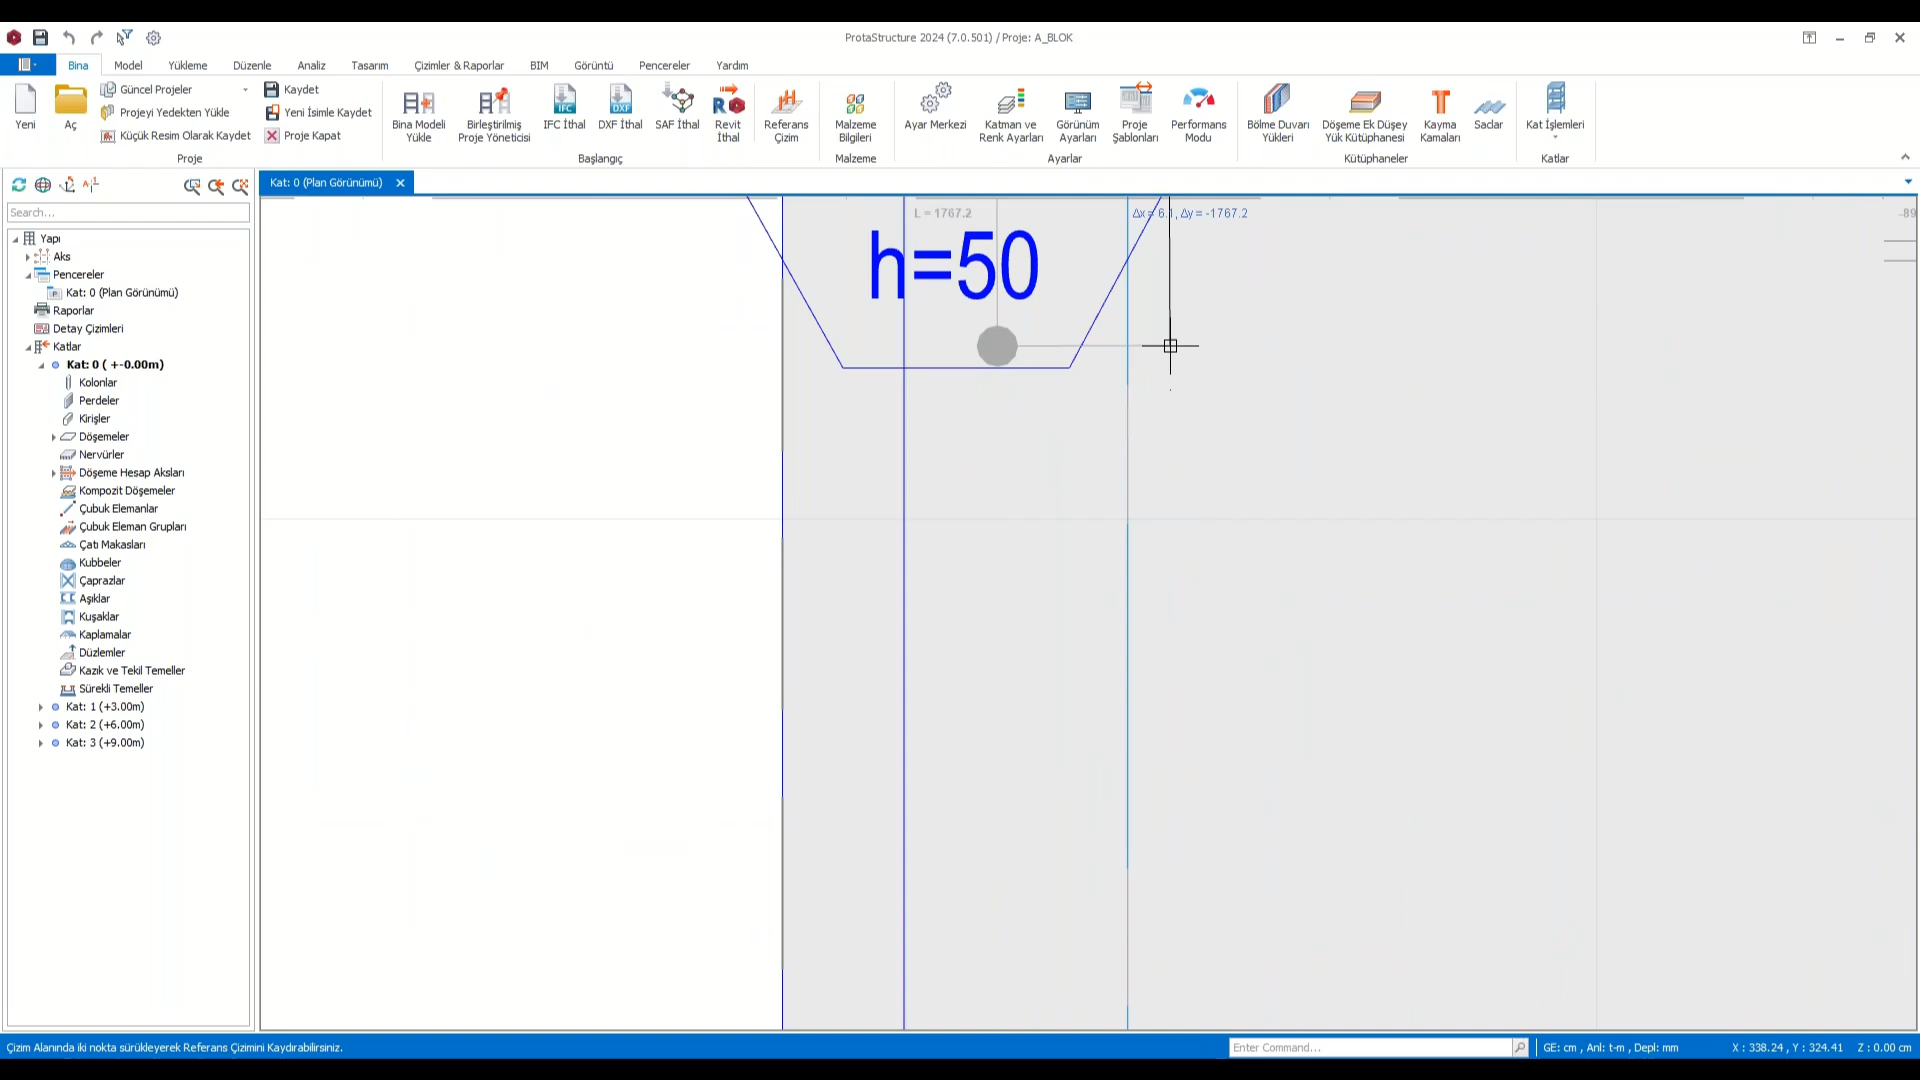 ProtaStructure 2024 (7.0.501) / Proje: A_BLOK
Bina Model Yükleme Düzenle Analiz Tasarım Çizimler & Raporlar BIM Görüntü Pencereler Yardım
Yeni
Aç
Güncel Projeler
Projeyi Yedekten Yükle
Küçük Resim Olarak Kaydet
Kaydet
Yeni İsimle Kaydet
Proje Kapat
Proje
Bina Modeli
Yükle
Birleştirilmiş
Proje Yöneticisi
IFC İthal
DXF İthal
SAF İthal
Revit
İthal
Referans
Çizim
Başlangıç
Malzeme
Bilgileri
Malzeme
Ayar Merkezi
Katman ve
Renk Ayarları
Görünüm
Ayarları
Proje
Şablonları
Performans
Modu
Ayarlar
Bölme Duvarı
Yükleri
Döşeme Ek Düşey
Yük Kütüphanesi
Kayma
Kamaları
Saclar
Kütüphaneler
Kat İşlemleri
Katlar
Kat: 0 (Plan Görünümü)
Search...
Yapı
Aks
Pencereler
Kat: 0 (Plan Görünümü)
Raporlar
Detay Çizimleri
Katlar
Kat: 0 ( +-0.00m)
Kolonlar
Perdeler
Kirişler
Döşemeler
Nervürler
Döşeme Hesap Aksları
Kompozit Döşemeler
Çubuk Elemanlar
Çubuk Eleman Grupları
Çatı Makasları
Kubbeler
Çaprazlar
Aşıklar
Kuşaklar
Kaplamalar
Düzlemler
Kazık ve Tekil Temeller
Sürekli Temeller
Kat: 1 (+3.00m)
Kat: 2 (+6.00m)
Kat: 3 (+9.00m)
L = 1767.2
Δx = 6.1, Δy = -1767.2
-89
h=50
Çizim Alanında iki nokta sürükleyerek Referans Çizimini Kaydırabilirsiniz.
Enter Command...
GE: cm , Anl: t-m , Depl: mm
X : 338.24 , Y : 324.41 Z : 0.00 cm